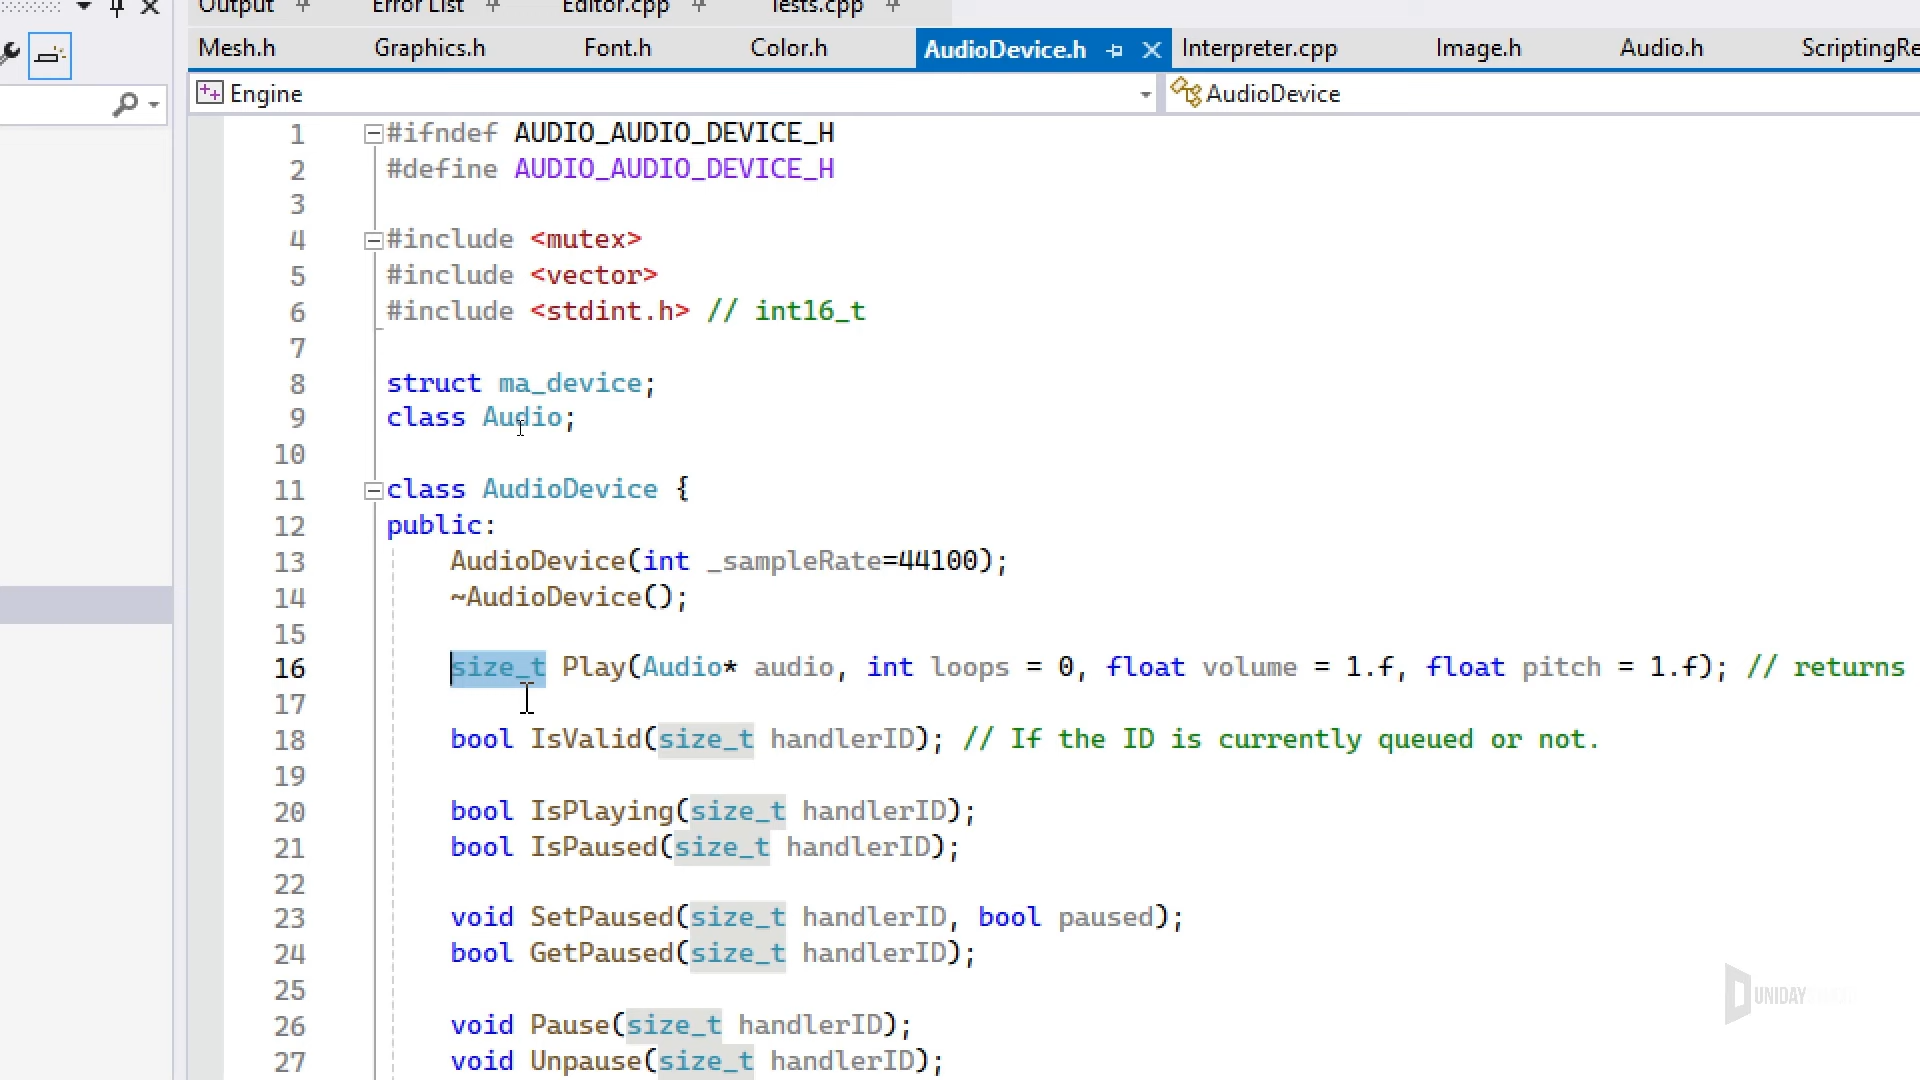 Output
Error List
Editor.cpp
Tests.cpp
Mesh.h
Graphics.h
Font.h
Color.h
AudioDevice.h
Interpreter.cpp
Image.h
Audio.h
ScriptingRe
Engine
AudioDevice
1 #ifndef AUDIO_AUDIO_DEVICE_H
2 #define AUDIO_AUDIO_DEVICE_H
3
4 #include <mutex>
5 #include <vector>
6 #include <stdint.h> // int16_t
7
8 struct ma_device;
9 class Audio;
10
11 class AudioDevice {
12 public:
13 AudioDevice(int _sampleRate=44100);
14 ~AudioDevice();
15
16 size_t Play(Audio* audio, int loops = 0, float volume = 1.f, float pitch = 1.f); // returns
17
18 bool IsValid(size_t handlerID); // If the ID is currently queued or not.
19
20 bool IsPlaying(size_t handlerID);
21 bool IsPaused(size_t handlerID);
22
23 void SetPaused(size_t handlerID, bool paused);
24 bool GetPaused(size_t handlerID);
25
26 void Pause(size_t handlerID);
27 void Unpause(size_t handlerID);
UNIDAY